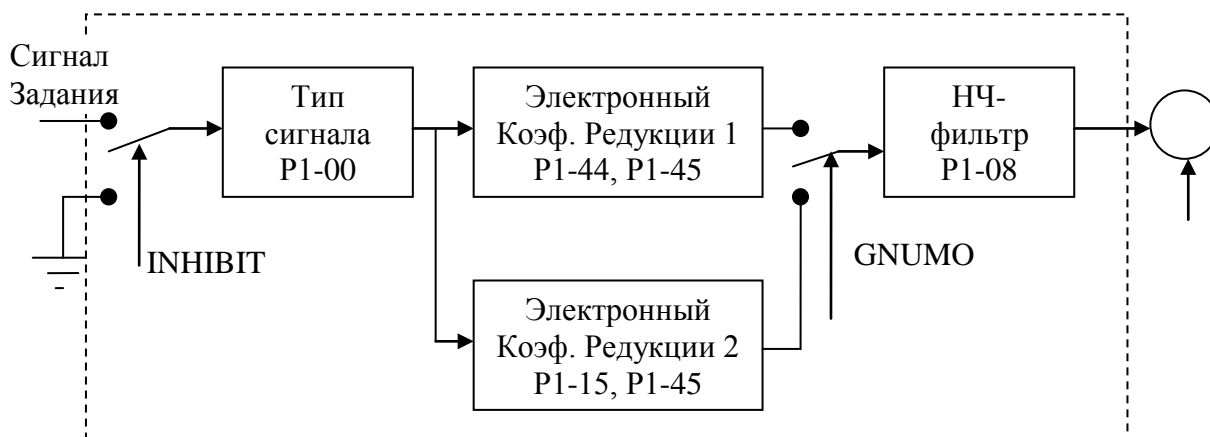 Сигнал
Задания
Тип
сигнала
P1-00
Электронный
Коэф. Редукции 1
P1-44, P1-45
НЧ-
фильтр
P1-08
INHIBIT
GNUMO
Электронный
Коэф. Редукции 2
P1-15, P1-45